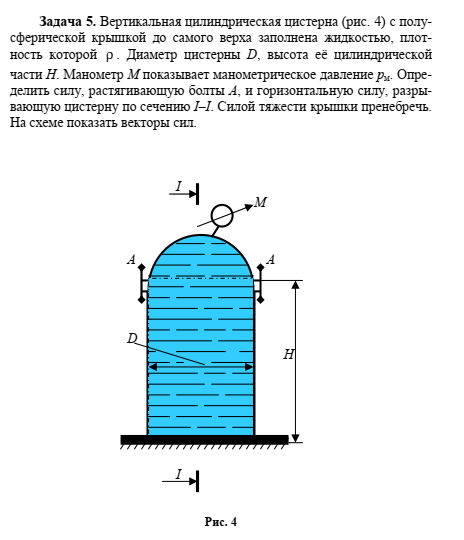 Задача 5. Вертикальная цилиндрическая цистерна (рис. 4) с полу-
сферической крышкой до самого верха заполнена жидкостью, плот-
ность которой ρ . Диаметр цистерны D, высота её цилиндрической
части H. Манометр M показывает манометрическое давление pм. Опре-
делить силу, растягивающую болты A, и горизонтальную силу, разры-
вающую цистерну по сечению I–I. Силой тяжести крышки пренебречь.
На схеме показать векторы сил.
I
M
A A
D
H
I
Рис. 4